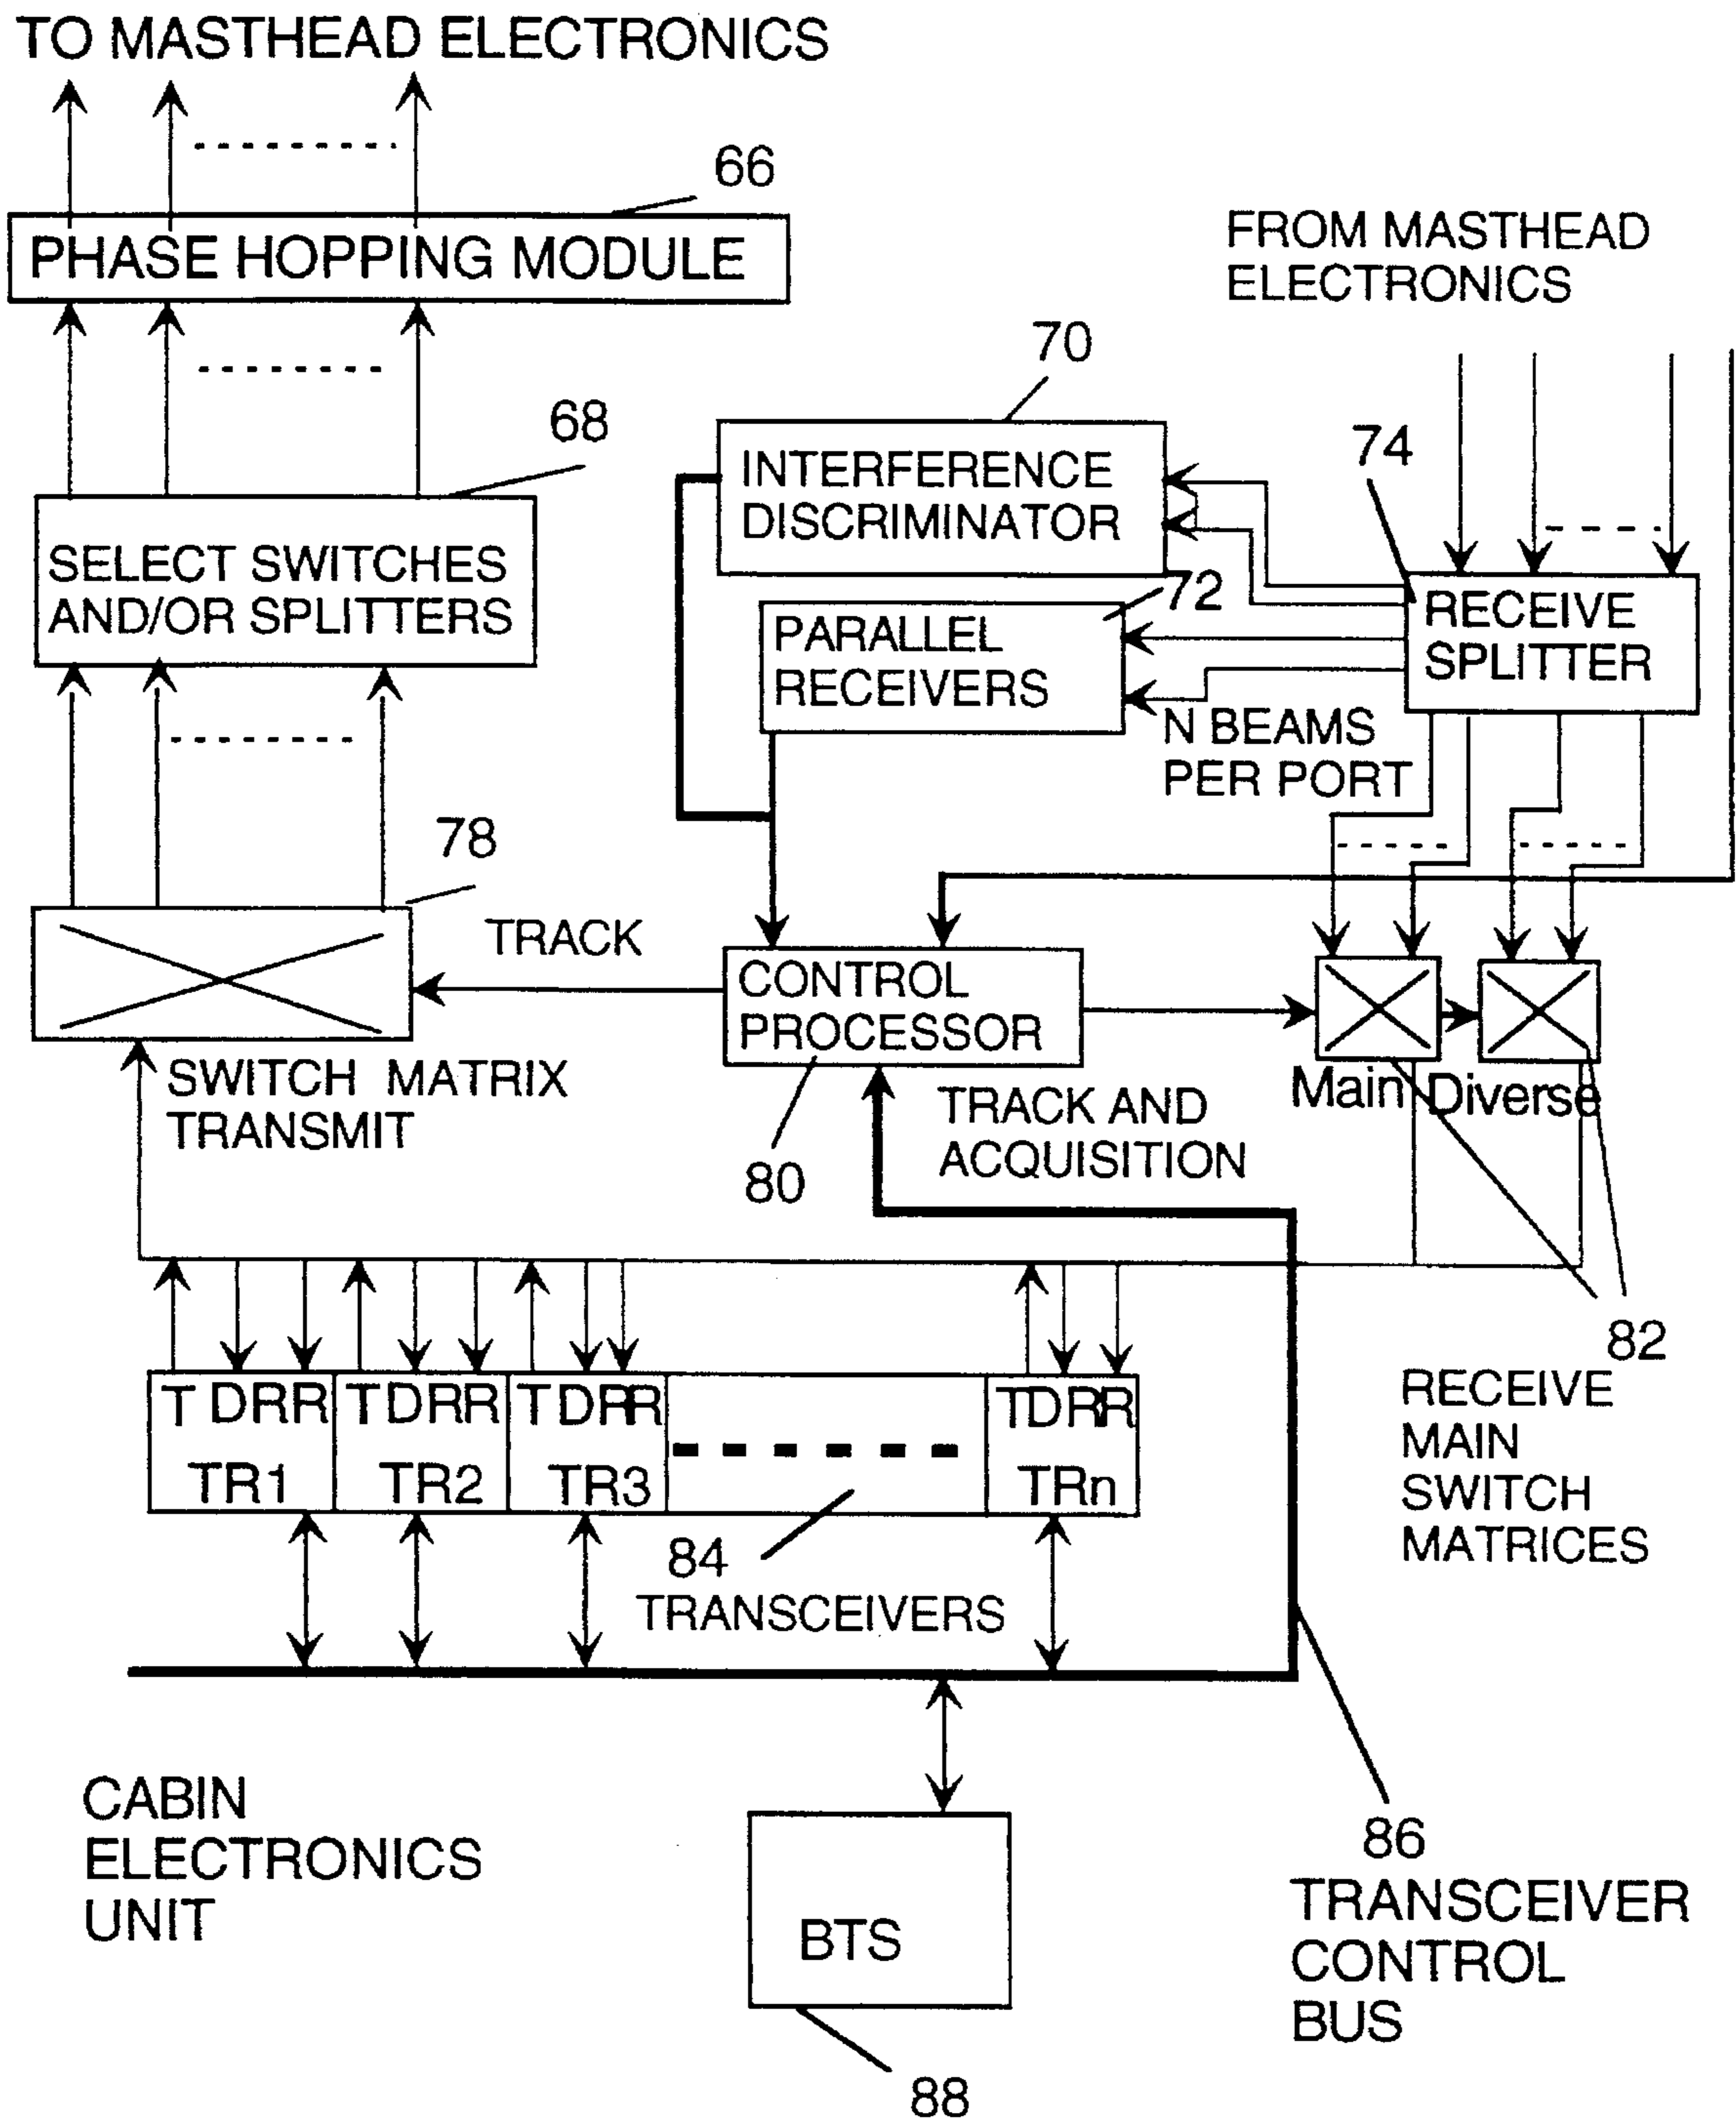 TO MASTHEAD ELECTRONICS
66
PHASE HOPPING MODULE
FROM MASTHEAD
ELECTRONICS
70
68
74
INTERFERENCE
DISCRIMINATOR
SELECT SWITCHES
AND/OR SPLITTERS
72
PARALLEL
RECEIVERS
RECEIVE
SPLITTER
N BEAMS
PER PORT
78
TRACK
CONTROL
PROCESSOR
SWITCH MATRIX
TRANSMIT
80
TRACK AND
ACQUISITION
Main
Diverse
82
RECEIVE
MAIN
SWITCH
MATRICES
T DRR
TR1
T DRR
TR2
T DRR
TR3
T DRR
TRn
84
TRANSCEIVERS
CABIN
ELECTRONICS
UNIT
BTS
86
TRANSCEIVER
CONTROL
BUS
88